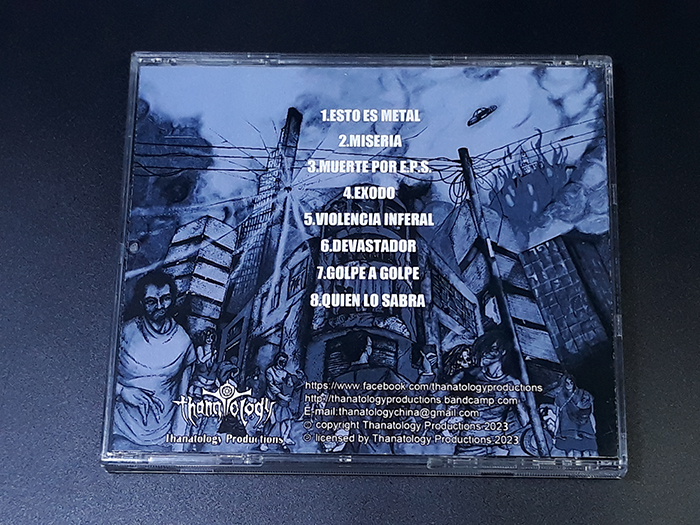 1.ESTO ES METAL
2.MISERIA
3.MUERTE POR E.P.S.
4.EXODO
5.VIOLENCIA INFERAL
6.DEVASTADOR
7.GOLPE A GOLPE
8.QUIEN LO SABRA
thanatology
Thanatology Productions
https://www facebook com/thanatologyproductions
http://thanatologyproductions bandcamp com
E-mail:thanatologychina@gmail com
© copyright Thanatology Productions 2023
℗ licensed by Thanatology Productions 2023